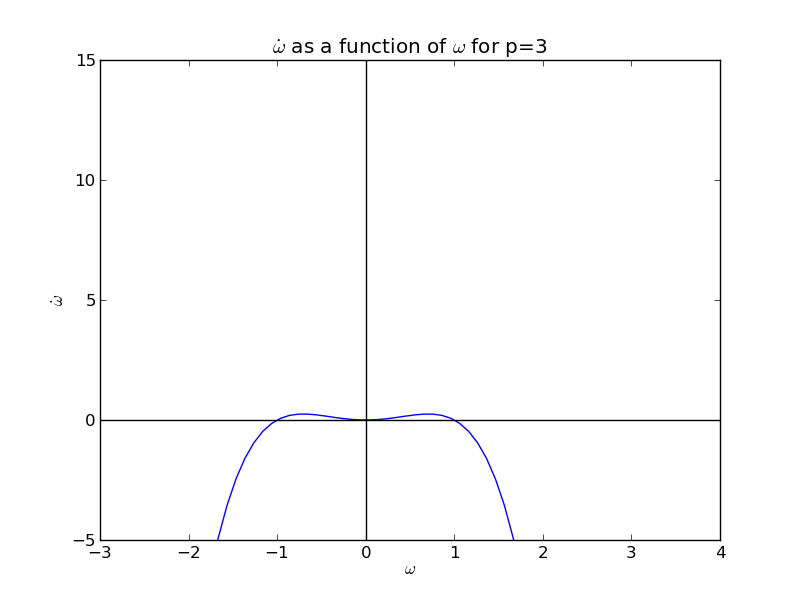 ω̇ as a function of ω for p=3
15
10
5
0
−5
ω̇
−3 −2 −1 0 1 2 3 4
ω